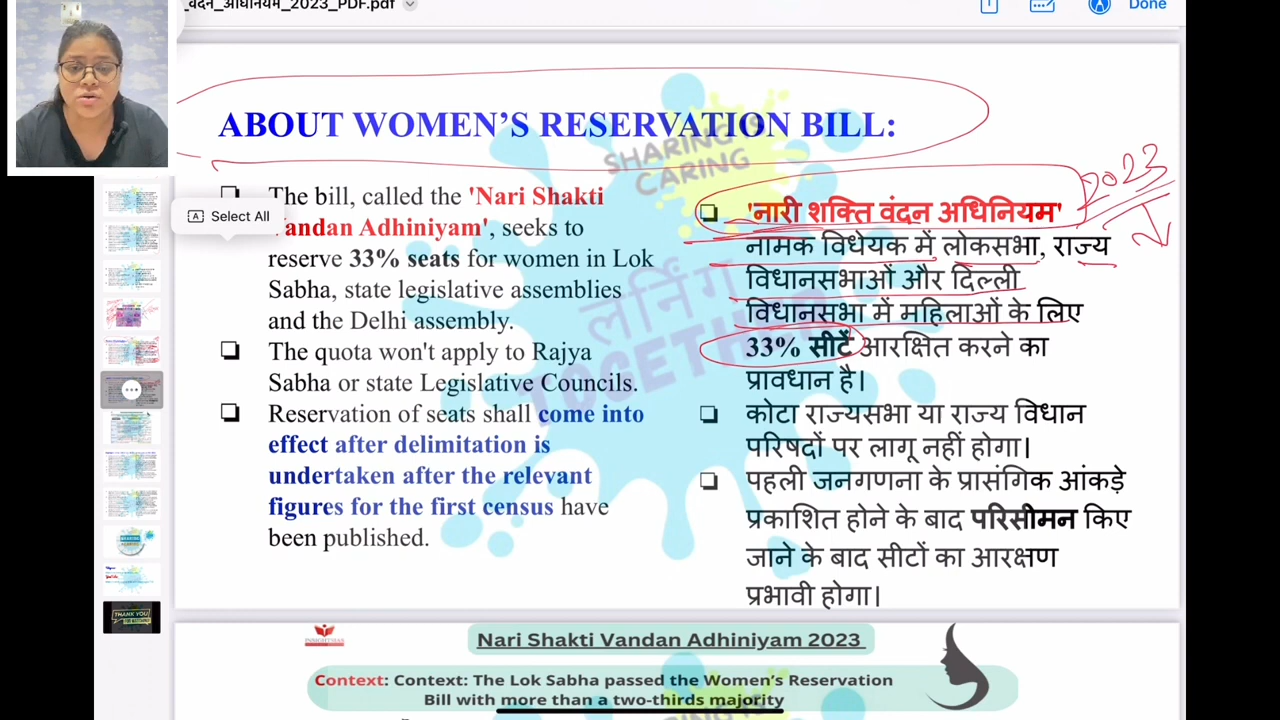 _वंदन_अधिनियम_2023_PDF.pdf
Done
ABOUT WOMEN'S RESERVATION BILL:
SHARING IS
CARING
Select All
The bill, called the 'Nari Shakti
Vandan Adhiniyam', seeks to
reserve 33% seats for women in Lok
Sabha, state legislative assemblies
and the Delhi assembly.
The quota won't apply to Rajya
Sabha or state Legislative Councils.
Reservation of seats shall come into
effect after delimitation is
undertaken after the relevant
figures for the first census have
been published.
2023
'नारी शक्ति वंदन अधिनियम'
नामक विधेयक में लोकसभा, राज्य
विधानसभाओं और दिल्ली
विधानसभा में महिलाओं के लिए
33% सीटें आरक्षित करने का
प्रावधान है।
कोटा राज्यसभा या राज्य विधान
परिषदों पर लागू नहीं होगा।
पहली जनगणना के प्रासंगिक आंकड़े
प्रकाशित होने के बाद परिसीमन किए
जाने के बाद सीटों का आरक्षण
प्रभावी होगा।
लर्निंग
TOGETHER
Nari Shakti Vandan Adhiniyam 2023
Context: Context: The Lok Sabha passed the Women's Reservation
Bill with more than a two-thirds majority
SHARING IS
THANK YOU